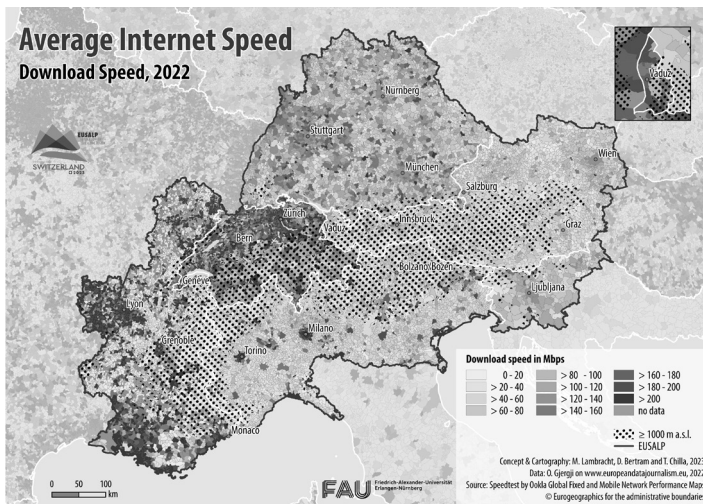 Average Internet Speed
Download Speed, 2022
EUSALP
SWITZERLAND
2023
Vaduz
Nürnberg
Stuttgart
München
Wien
Salzburg
Zürich
Vaduz
Innsbruck
Bern
Graz
Bolzano/Bozen
Genève
Ljubljana
Lyon
Milano
Grenoble
Torino
Monaco
Download speed in Mbps
0 - 20
> 20 - 40
> 40 - 60
> 60 - 80
> 80 - 100
> 100 - 120
> 120 - 140
> 140 - 160
> 160 - 180
> 180 - 200
> 200
no data
≥ 1000 m a.s.l.
EUSALP
0 50 100
km
FAU Friedrich-Alexander-Universität
Erlangen-Nürnberg
Concept & Cartography: M. Lambracht, D. Bertram and T. Chilla, 2023
Data: O. Gjergji on www.europeandatajournalism.eu, 2022
Source: Speedtest by Ookla Global Fixed and Mobile Network Performance Maps
© Eurogeographics for the administrative boundaries